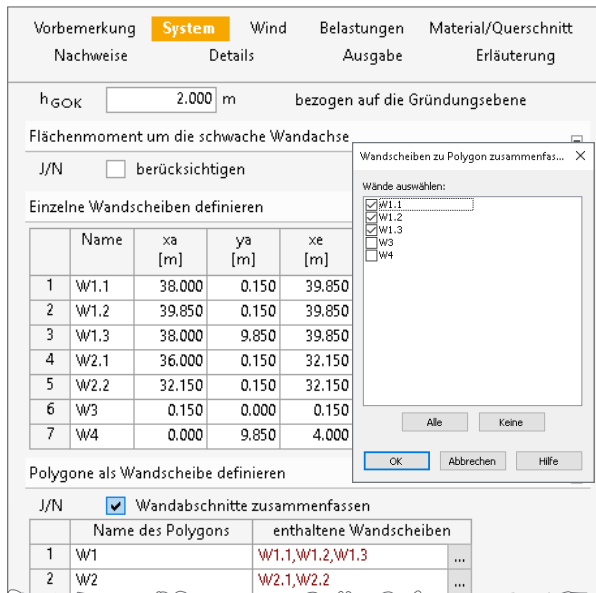 Vorbemerkung System Wind Belastungen Material/Querschnitt
Nachweise Details Ausgabe Erläuterung
hGOK 2.000 m bezogen auf die Gründungsebene
Flächenmoment um die schwache Wandachse
J/N berücksichtigen
Einzelne Wandscheiben definieren
Name xa ya xe
[m] [m] [m]
1 W1.1 38.000 0.150 39.850
2 W1.2 39.850 0.150 39.850
3 W1.3 38.000 9.850 39.850
4 W2.1 36.000 0.150 32.150
5 W2.2 32.150 0.150 32.150
6 W3 0.150 0.000 0.150
7 W4 0.000 9.850 4.000
Polygone als Wandscheibe definieren
J/N Wandabschnitte zusammenfassen
Name des Polygons enthaltene Wandscheiben
1 W1 W1.1,W1.2,W1.3 ...
2 W2 W2.1,W2.2 ...
Wandscheiben zu Polygon zusammenfas... ×
Wände auswählen:
W1.1
W1.2
W1.3
W3
W4
Alle Keine
OK Abbrechen Hilfe